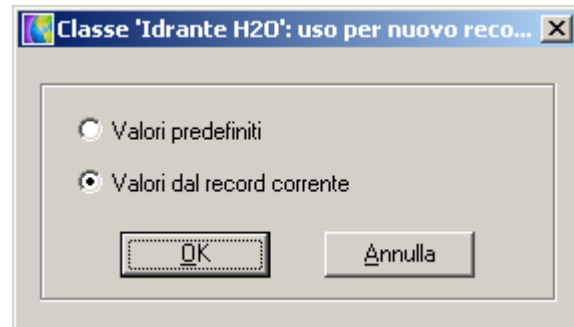 Classe 'Idrante H2O': uso per nuovo reco...
Valori predefiniti
Valori dal record corrente
OK
Annulla